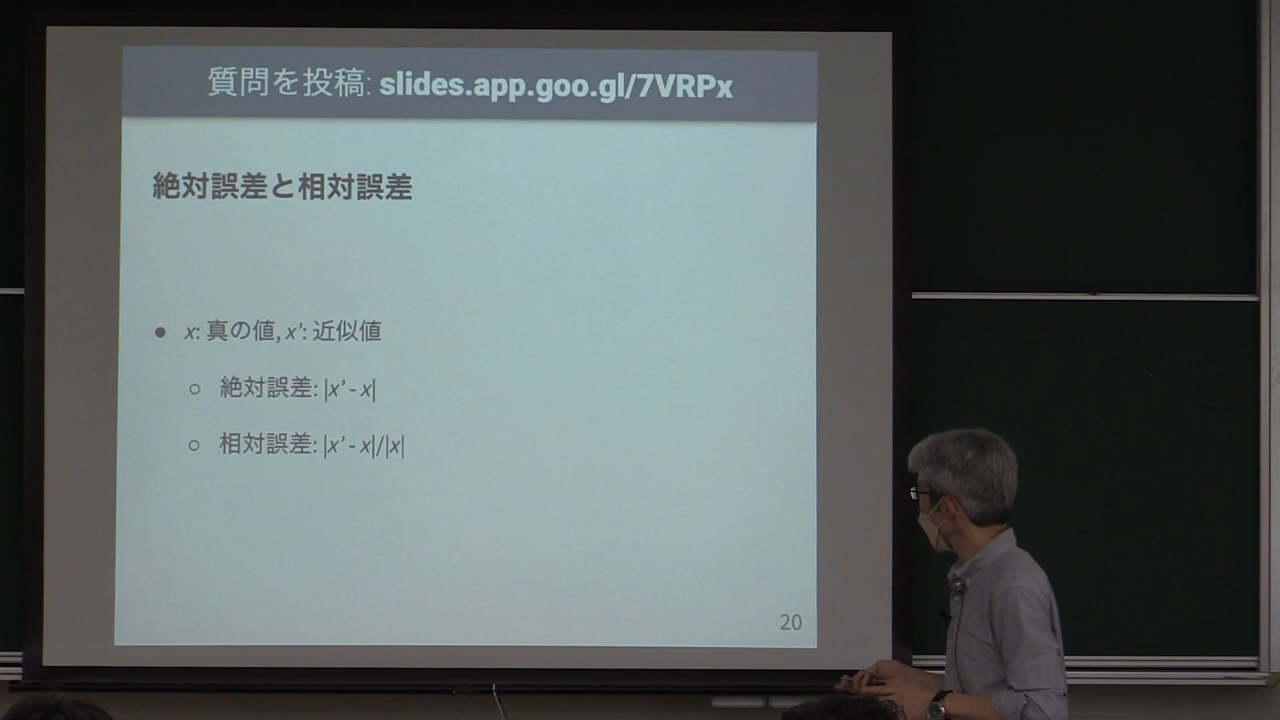 質問を投稿: slides.app.goo.gl/7VRPx
絶対誤差と相対誤差
● x: 真の値, x’: 近似値
○ 絶対誤差: |x’ - x|
○ 相対誤差: |x’ - x|/|x|
20